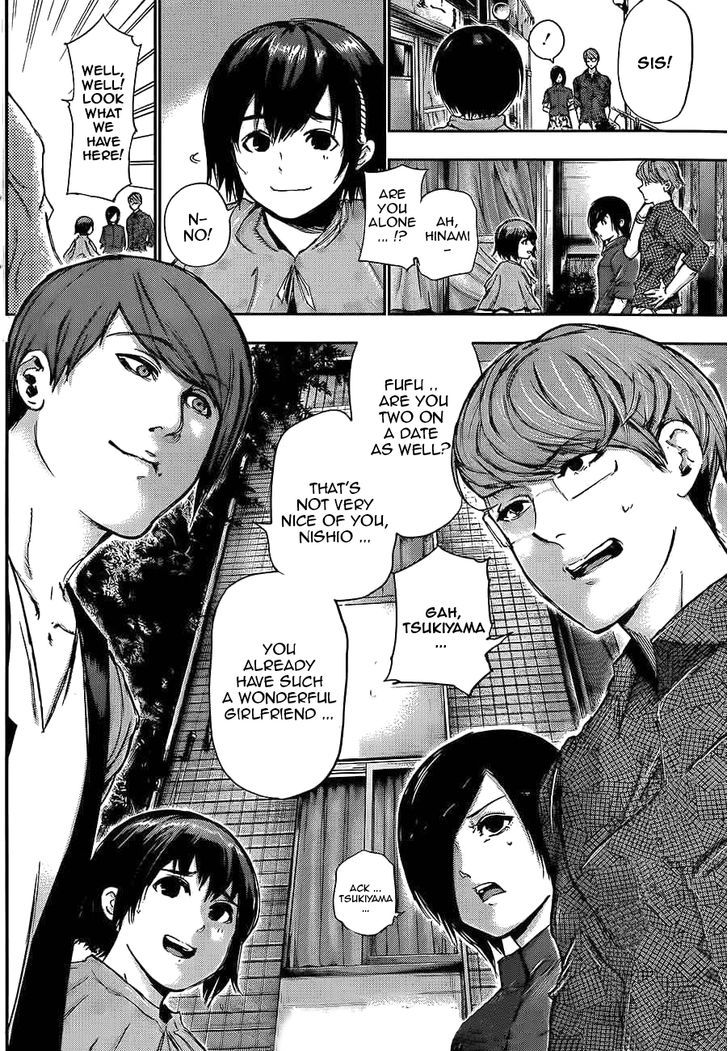 SIS!
!
AH,
HINAMI
–
ARE
YOU
ALONE
... !?
N-
NO!
WELL,
WELL!
LOOK
WHAT
WE
HAVE
HERE!
FUFU ..
ARE YOU
TWO ON
A DATE
AS WELL?
THAT'S
NOT VERY
NICE OF YOU,
NISHIO ...
GAH,
TSUKIYAMA
...
YOU
ALREADY
HAVE SUCH
A WONDERFUL
GIRLFRIEND ...
ACK ...
TSUKIYAMA
...